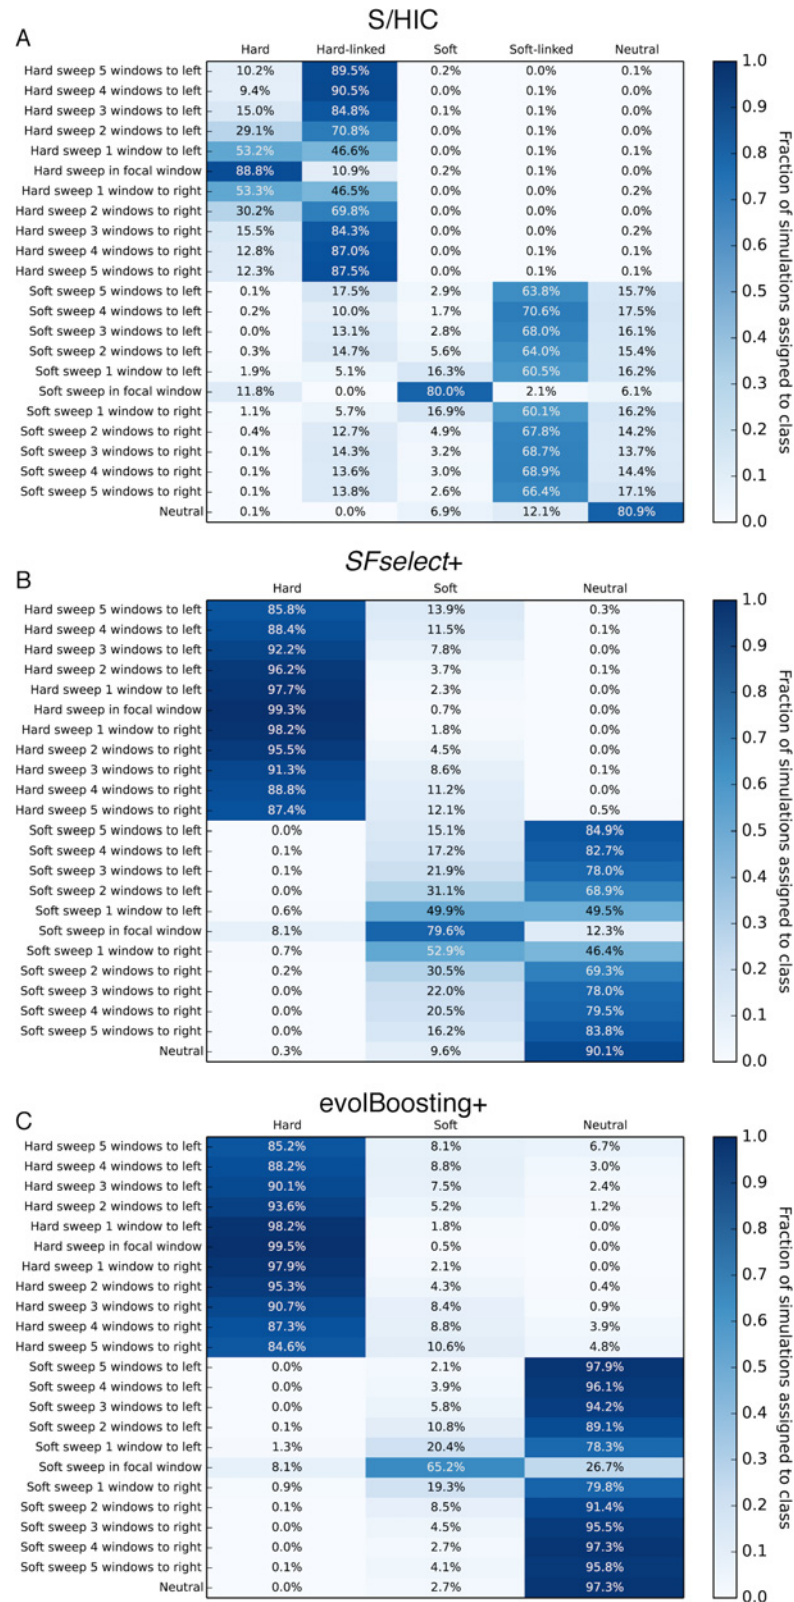 S/HIC
A
Hard Hard-linked Soft Soft-linked Neutral
Hard sweep 5 windows to left 10.2% 89.5% 0.2% 0.0% 0.1%
Hard sweep 4 windows to left 9.4% 90.5% 0.0% 0.1% 0.0%
Hard sweep 3 windows to left 15.0% 84.8% 0.1% 0.1% 0.0%
Hard sweep 2 windows to left 29.1% 70.8% 0.0% 0.1% 0.0%
Hard sweep 1 window to left 53.2% 46.6% 0.0% 0.1% 0.1%
Hard sweep in focal window 88.8% 10.9% 0.2% 0.1% 0.0%
Hard sweep 1 window to right 53.3% 46.5% 0.0% 0.0% 0.2%
Hard sweep 2 windows to right 30.2% 69.8% 0.0% 0.0% 0.0%
Hard sweep 3 windows to right 15.5% 84.3% 0.0% 0.0% 0.2%
Hard sweep 4 windows to right 12.8% 87.0% 0.0% 0.1% 0.1%
Hard sweep 5 windows to right 12.3% 87.5% 0.0% 0.1% 0.1%
Soft sweep 5 windows to left 0.1% 17.5% 2.9% 63.8% 15.7%
Soft sweep 4 windows to left 0.2% 10.0% 1.7% 70.6% 17.5%
Soft sweep 3 windows to left 0.0% 13.1% 2.8% 68.0% 16.1%
Soft sweep 2 windows to left 0.3% 14.7% 5.6% 64.0% 15.4%
Soft sweep 1 window to left 1.9% 5.1% 16.3% 60.5% 16.2%
Soft sweep in focal window 11.8% 0.0% 80.0% 2.1% 6.1%
Soft sweep 1 window to right 1.1% 5.7% 16.9% 60.1% 16.2%
Soft sweep 2 windows to right 0.4% 12.7% 4.9% 67.8% 14.2%
Soft sweep 3 windows to right 0.1% 14.3% 3.2% 68.7% 13.7%
Soft sweep 4 windows to right 0.1% 13.6% 3.0% 68.9% 14.4%
Soft sweep 5 windows to right 0.1% 13.8% 2.6% 66.4% 17.1%
Neutral 0.1% 0.0% 6.9% 12.1% 80.9%
1.0
0.9
0.8
0.7
0.6
0.5
0.4
0.3
0.2
0.1
0.0
Fraction of simulations assigned to class
SFselect+
B
Hard Soft Neutral
Hard sweep 5 windows to left 85.8% 13.9% 0.3%
Hard sweep 4 windows to left 88.4% 11.5% 0.1%
Hard sweep 3 windows to left 92.2% 7.8% 0.0%
Hard sweep 2 windows to left 96.2% 3.7% 0.1%
Hard sweep 1 window to left 97.7% 2.3% 0.0%
Hard sweep in focal window 99.3% 0.7% 0.0%
Hard sweep 1 window to right 98.2% 1.8% 0.0%
Hard sweep 2 windows to right 95.5% 4.5% 0.0%
Hard sweep 3 windows to right 91.3% 8.6% 0.1%
Hard sweep 4 windows to right 88.8% 11.2% 0.0%
Hard sweep 5 windows to right 87.4% 12.1% 0.5%
Soft sweep 5 windows to left 0.0% 15.1% 84.9%
Soft sweep 4 windows to left 0.1% 17.2% 82.7%
Soft sweep 3 windows to left 0.1% 21.9% 78.0%
Soft sweep 2 windows to left 0.0% 31.1% 68.9%
Soft sweep 1 window to left 0.6% 49.9% 49.5%
Soft sweep in focal window 8.1% 79.6% 12.3%
Soft sweep 1 window to right 0.7% 52.9% 46.4%
Soft sweep 2 windows to right 0.2% 30.5% 69.3%
Soft sweep 3 windows to right 0.0% 22.0% 78.0%
Soft sweep 4 windows to right 0.0% 20.5% 79.5%
Soft sweep 5 windows to right 0.0% 16.2% 83.8%
Neutral 0.3% 9.6% 90.1%
1.0
0.9
0.8
0.7
0.6
0.5
0.4
0.3
0.2
0.1
0.0
Fraction of simulations assigned to class
evolBoosting+
C
Hard Soft Neutral
Hard sweep 5 windows to left 85.2% 8.1% 6.7%
Hard sweep 4 windows to left 88.2% 8.8% 3.0%
Hard sweep 3 windows to left 90.1% 7.5% 2.4%
Hard sweep 2 windows to left 93.6% 5.2% 1.2%
Hard sweep 1 window to left 98.2% 1.8% 0.0%
Hard sweep in focal window 99.5% 0.5% 0.0%
Hard sweep 1 window to right 97.9% 2.1% 0.0%
Hard sweep 2 windows to right 95.3% 4.3% 0.4%
Hard sweep 3 windows to right 90.7% 8.4% 0.9%
Hard sweep 4 windows to right 87.3% 8.8% 3.9%
Hard sweep 5 windows to right 84.6% 10.6% 4.8%
Soft sweep 5 windows to left 0.0% 2.1% 97.9%
Soft sweep 4 windows to left 0.0% 3.9% 96.1%
Soft sweep 3 windows to left 0.0% 5.8% 94.2%
Soft sweep 2 windows to left 0.1% 10.8% 89.1%
Soft sweep 1 window to left 1.3% 20.4% 78.3%
Soft sweep in focal window 8.1% 65.2% 26.7%
Soft sweep 1 window to right 0.9% 19.3% 79.8%
Soft sweep 2 windows to right 0.1% 8.5% 91.4%
Soft sweep 3 windows to right 0.0% 4.5% 95.5%
Soft sweep 4 windows to right 0.0% 2.7% 97.3%
Soft sweep 5 windows to right 0.1% 4.1% 95.8%
Neutral 0.0% 2.7% 97.3%
1.0
0.9
0.8
0.7
0.6
0.5
0.4
0.3
0.2
0.1
0.0
Fraction of simulations assigned to class